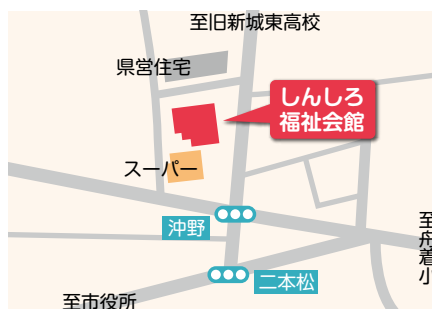 至旧新城東高校
県営住宅
しんしろ
福祉会館
スーパー
沖野
至舟着小
二本松
至市役所